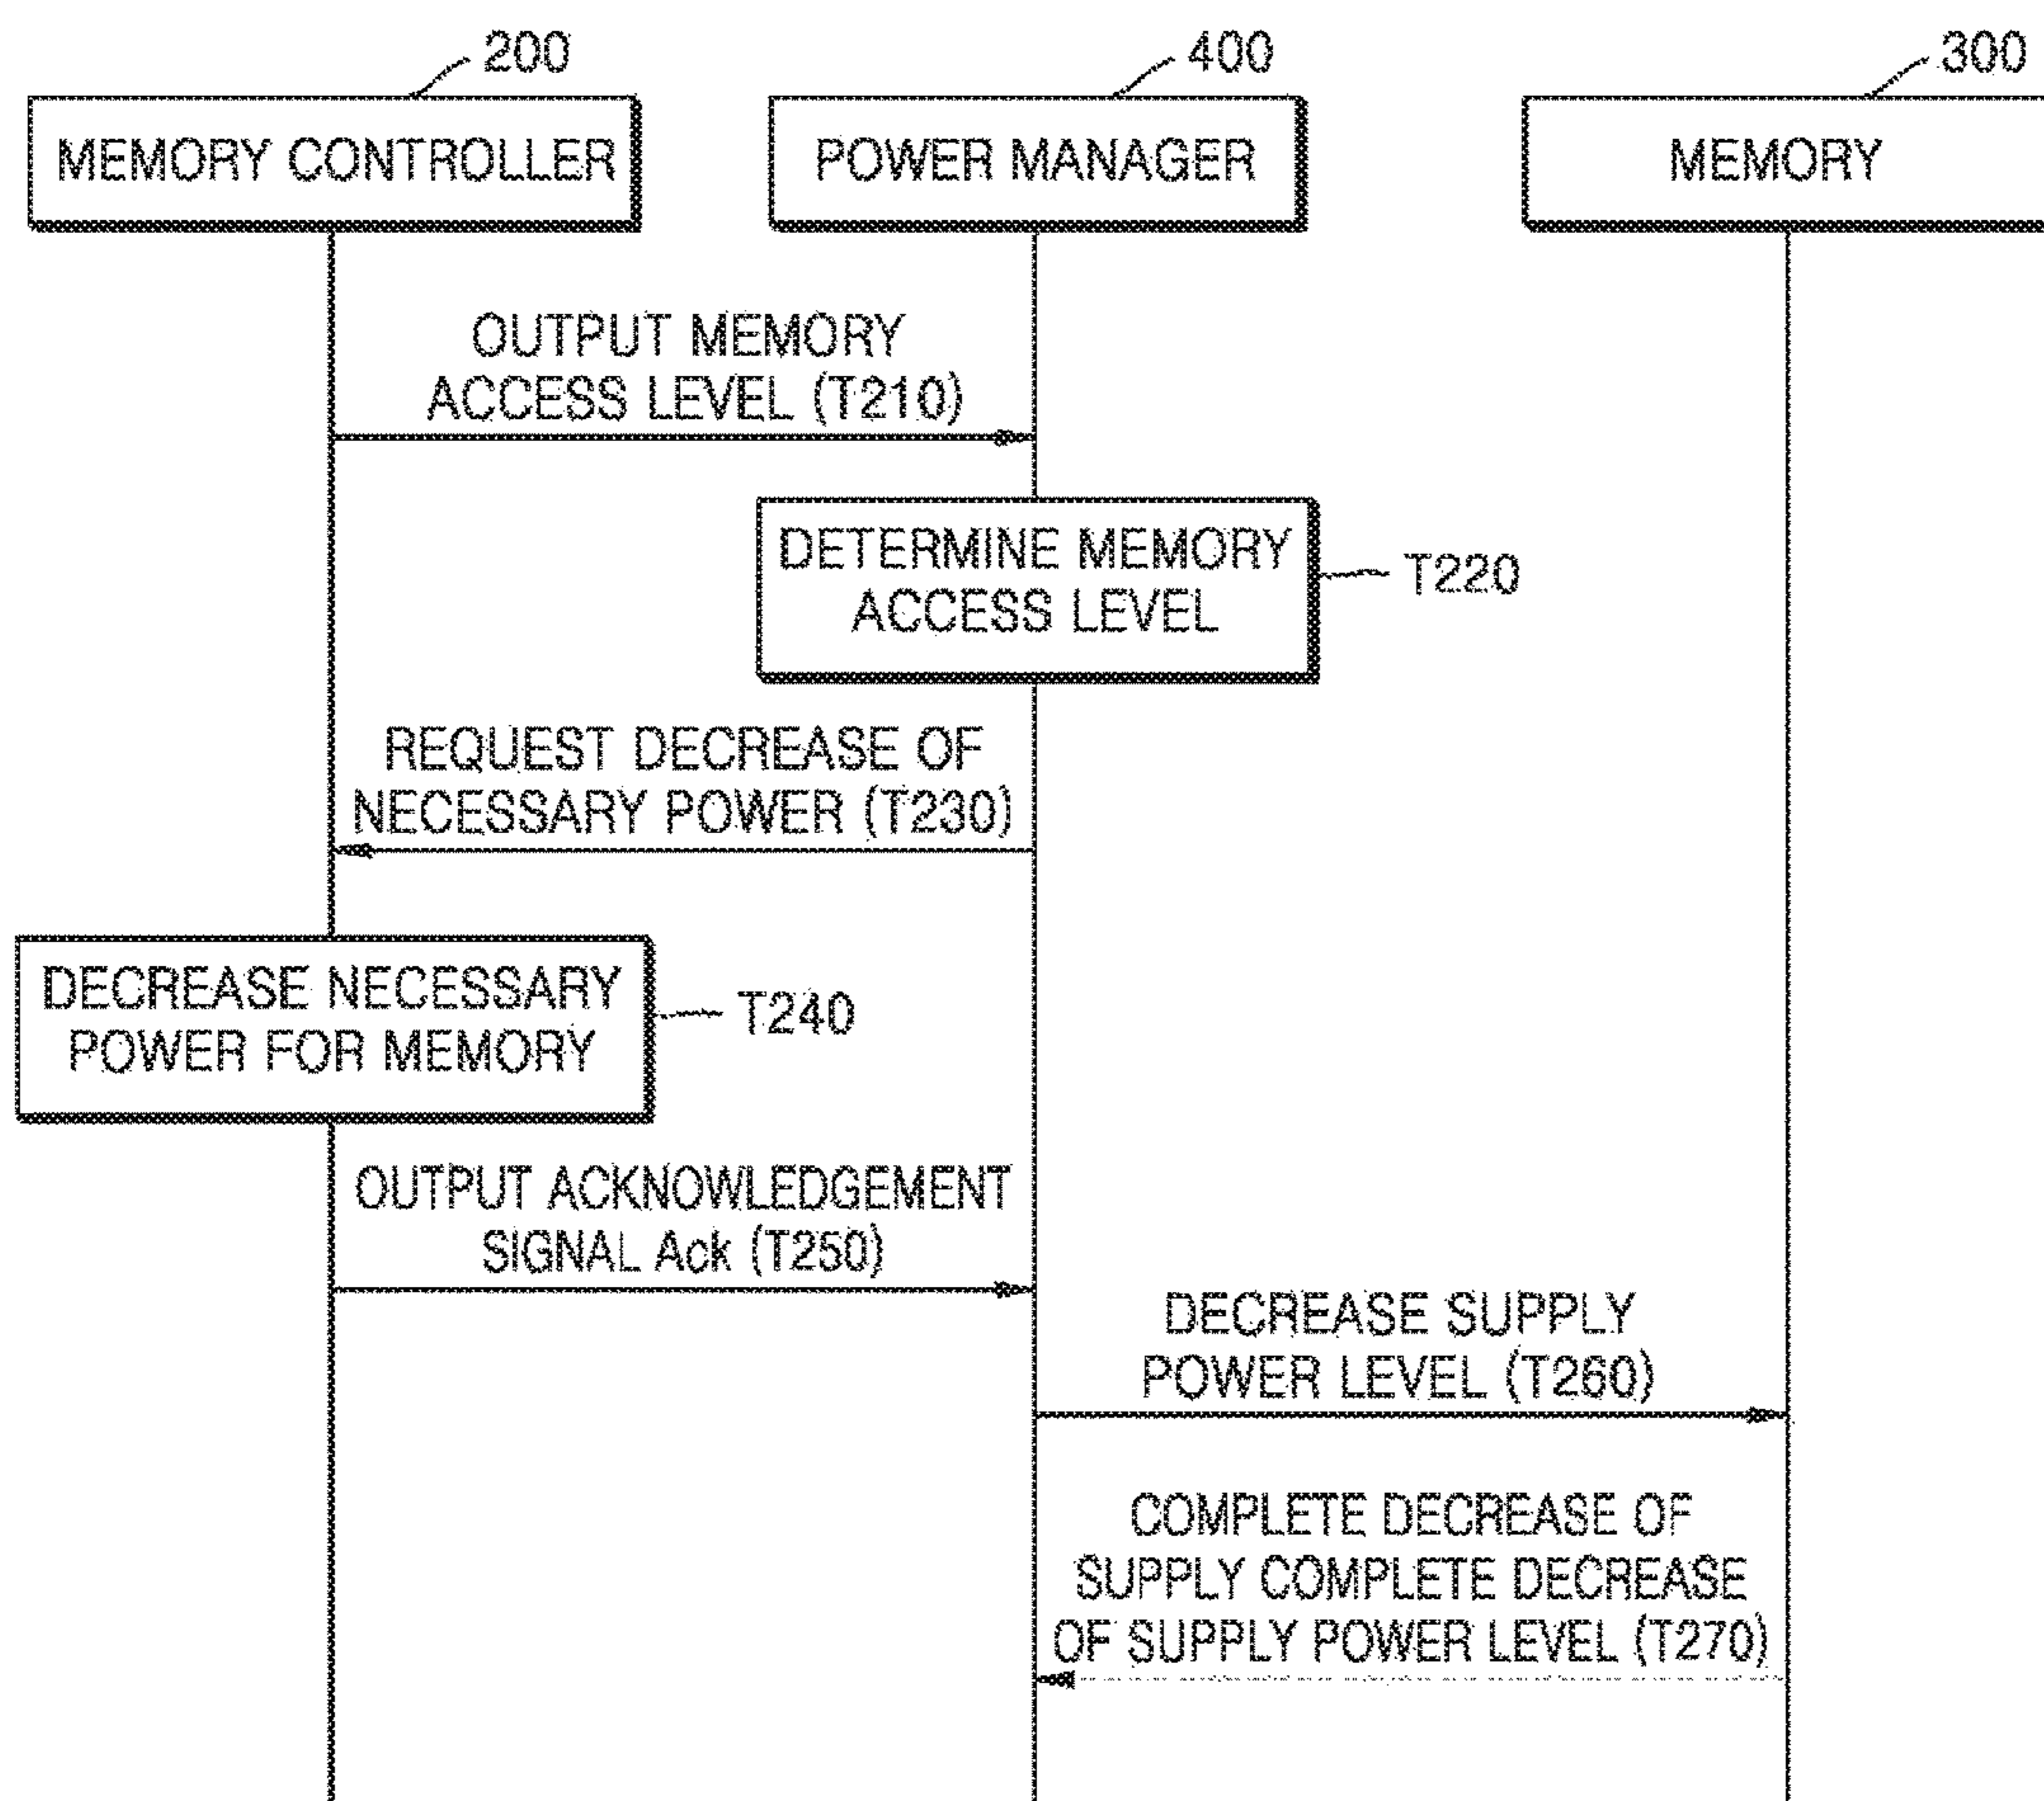 200
400
300
MEMORY CONTROLLER
POWER MANAGER
MEMORY
OUTPUT MEMORY
ACCESS LEVEL (T210)
DETERMINE MEMORY
ACCESS LEVEL
T220
REQUEST DECREASE OF
NECESSARY POWER (T230)
DECREASE NECESSARY
POWER FOR MEMORY
T240
OUTPUT ACKNOWLEDGEMENT
SIGNAL Ack (T250)
DECREASE SUPPLY
POWER LEVEL (T260)
COMPLETE DECREASE OF
SUPPLY COMPLETE DECREASE
OF SUPPLY POWER LEVEL (T270)